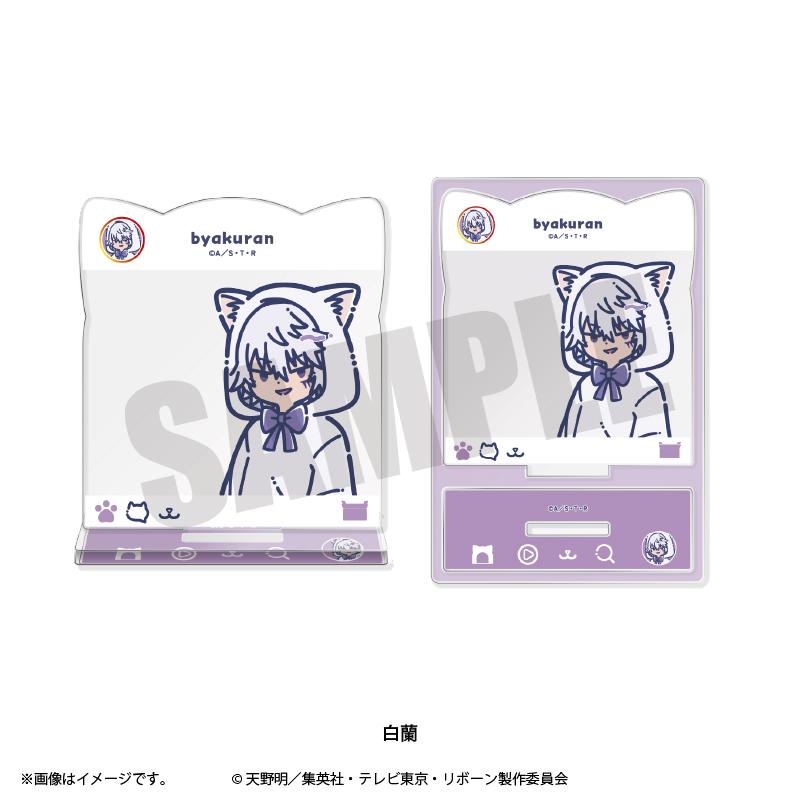 byakuran
©A／S・T・R
byakuran
©A／S・T・R
SAMPLE
©A／S・T・R
白蘭
※画像はイメージです。
© 天野明／集英社・テレビ東京・リボーン製作委員会